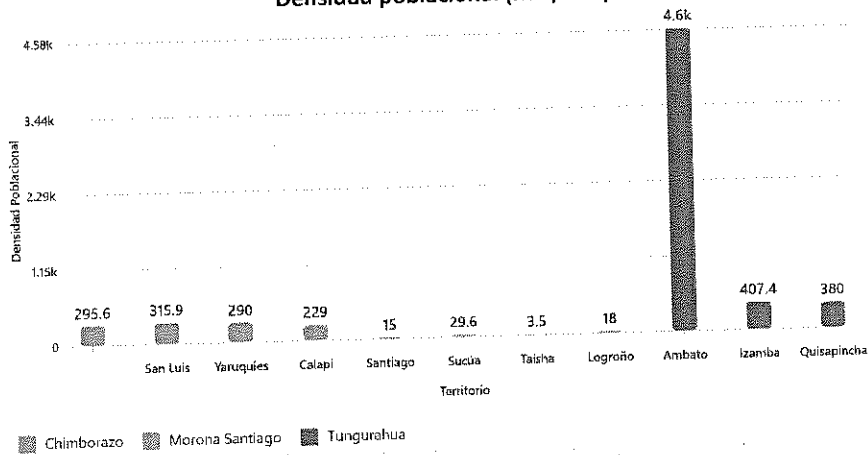 Densidad poblacional
4.6k
4.58k
3.44k
2.29k
1.15k
0
Densidad Poblacional
295.6 315.9 290 229 15 29.6 3.5 18 407.4 380
San Luis Yaruquíes Calapi Santiago Sucúa Taisha Logroño Ambato Izamba Quisapincha
Territorio
Chimborazo Morona Santiago Tungurahua